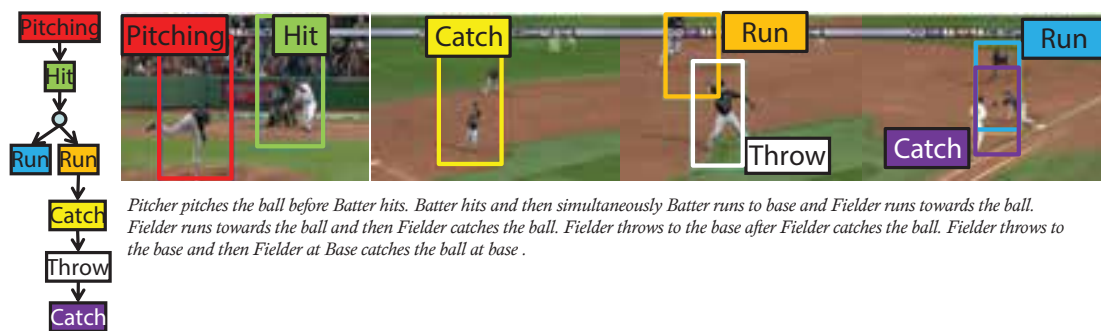 Pitching
Hit
Run Run
Catch
Throw
Catch
Pitching Hit
Catch
Run
Throw
Run
Catch
Pitcher pitches the ball before Batter hits. Batter hits and then simultaneously Batter runs to base and Fielder runs towards the ball.
Fielder runs towards the ball and then Fielder catches the ball. Fielder throws to the base after Fielder catches the ball. Fielder throws to
the base and then Fielder at Base catches the ball at base .